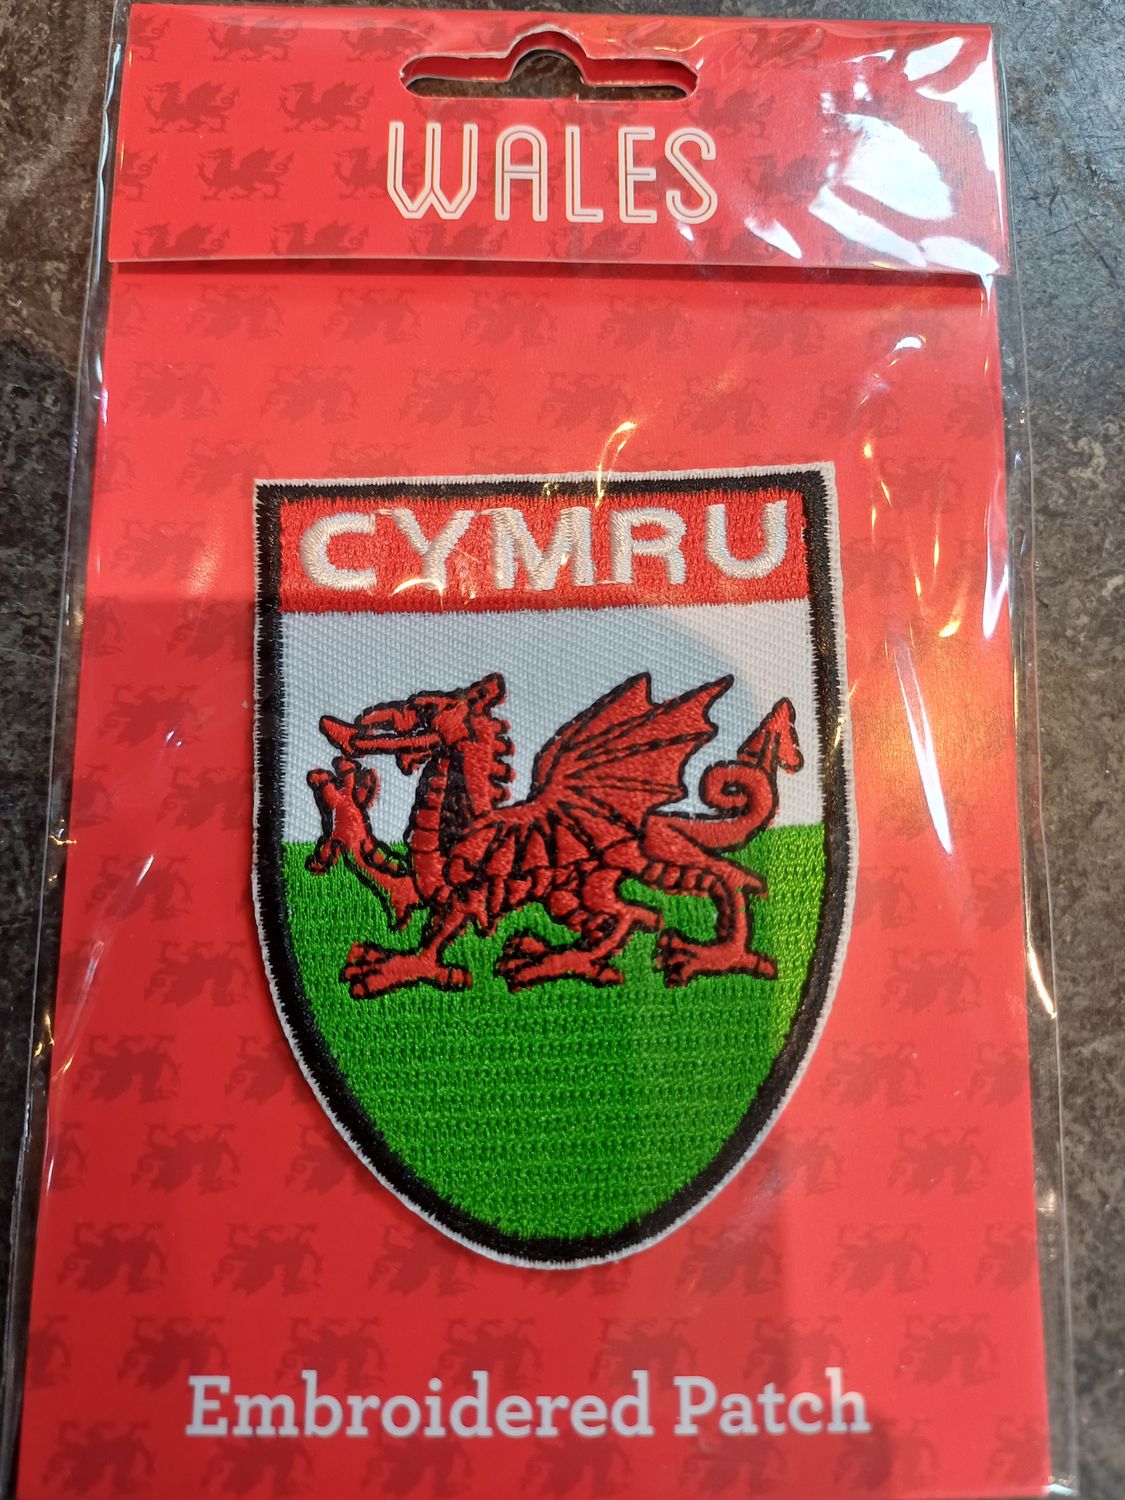 WALES
CYMRU
Embroidered Patch